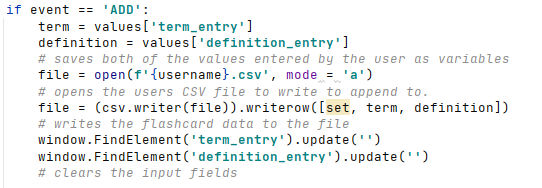 if event == 'ADD':
    term = values['term_entry']
    definition = values['definition_entry']
    # saves both of the values entered by the user as variables
    file = open(f'{username}.csv', mode = 'a')
    # opens the users CSV file to write to append to.
    file = (csv.writer(file)).writerow([set, term, definition])
    # writes the flashcard data to the file
    window.FindElement('term_entry').update('')
    window.FindElement('definition_entry').update('')
    # clears the input fields